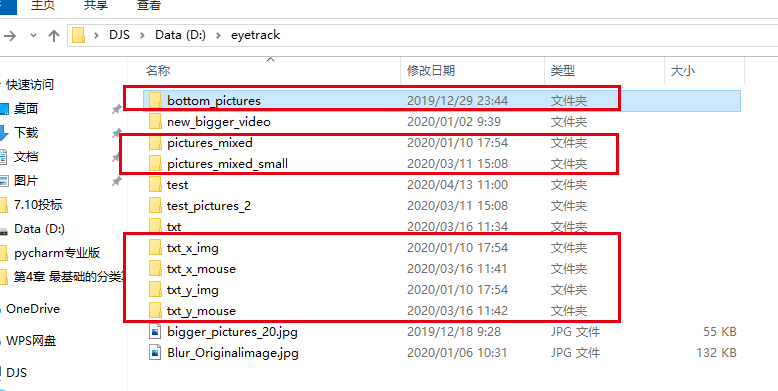 主页 共享 查看
DJS › Data (D:) › eyetrack
名称 修改日期 类型 大小
快速访问
桌面
下载
文档
图片
7.10投标
Data (D:)
pycharm专业版
第4章 最基础的分类
OneDrive
WPS网盘
DJS
bottom_pictures 2019/12/29 23:44 文件夹
new_bigger_video 2020/01/02 9:39 文件夹
pictures_mixed 2020/01/10 17:54 文件夹
pictures_mixed_small 2020/03/11 15:08 文件夹
test 2020/04/13 11:00 文件夹
test_pictures_2 2020/03/11 15:08 文件夹
txt 2020/03/16 11:34 文件夹
txt_x_img 2020/01/10 17:54 文件夹
txt_x_mouse 2020/03/16 11:41 文件夹
txt_y_img 2020/01/10 17:54 文件夹
txt_y_mouse 2020/03/16 11:42 文件夹
bigger_pictures_20.jpg 2019/12/18 9:28 JPG 文件 55 KB
Blur_Originalimage.jpg 2020/01/06 10:31 JPG 文件 132 KB